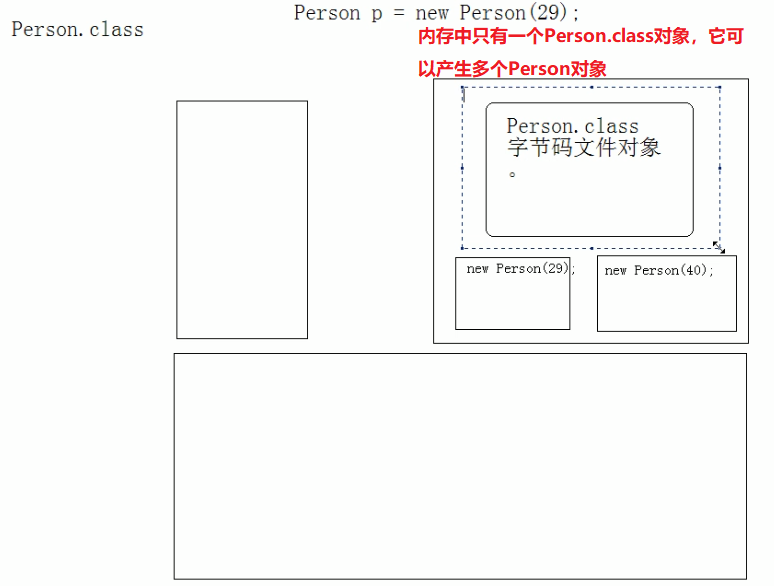 Person p = new Person(29);
Person.class
内存中只有一个Person.class对象，它可
以产生多个Person对象
Person.class
字节码文件对象
。
new Person(29);
new Person(40);